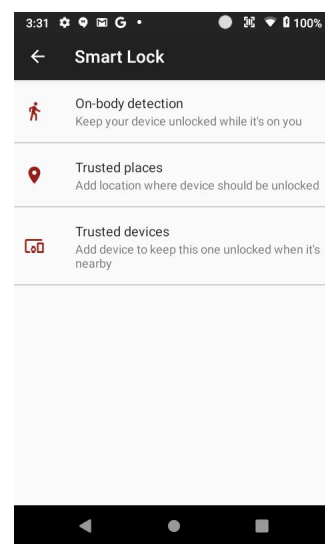 3:31 G • 100%
Smart Lock
On-body detection
Keep your device unlocked while it's on you
Trusted places
Add location where device should be unlocked
Trusted devices
Add device to keep this one unlocked when it's
nearby